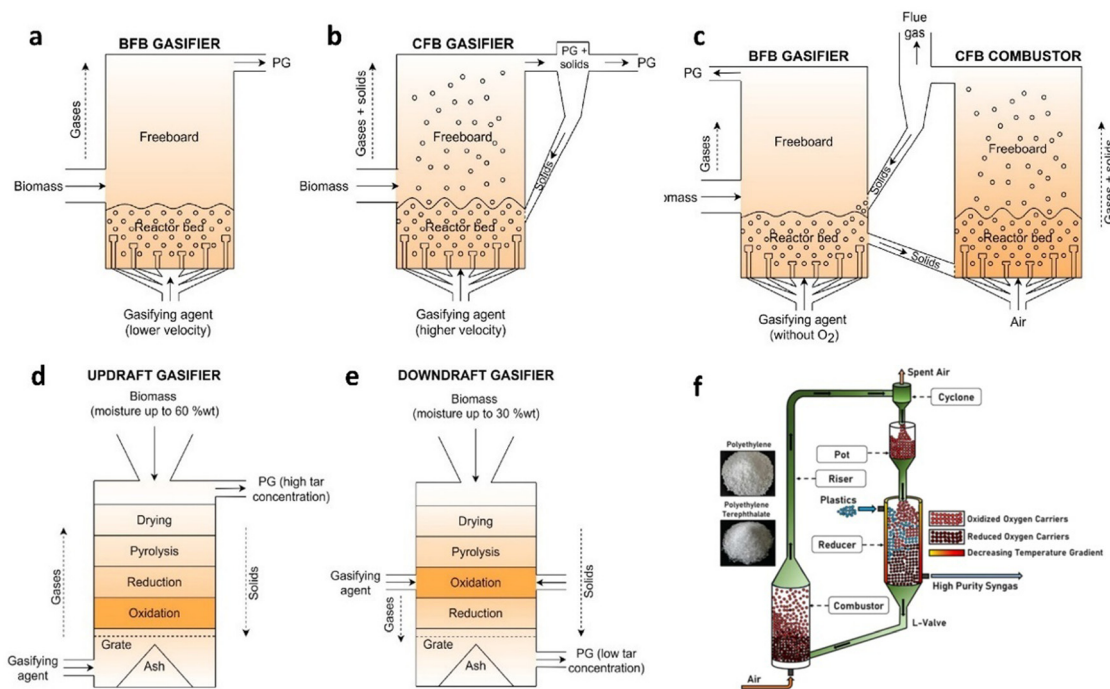 a
BFB GASIFIER
PG
Gases
Freeboard
Biomass
Reactor bed
Gasifying agent
(lower velocity)
b
CFB GASIFIER
PG +
solids
PG
Gases + solids
Freeboard
Solids
Biomass
Reactor bed
Gasifying agent
(higher velocity)
c
Flue
gas
BFB GASIFIER
CFB COMBUSTOR
PG
Gases
Freeboard
Solids
Freeboard
Gases + solids
omass
Reactor bed
Solids
Reactor bed
Gasifying agent
(without O₂)
Air
d
UPDRAFT GASIFIER
Biomass
(moisture up to 60 %wt)
PG (high tar
concentration)
Drying
Pyrolysis
Reduction
Oxidation
Gases
Solids
Grate
Gasifying
agent
Ash
e
DOWNDRAFT GASIFIER
Biomass
(moisture up to 30 %wt)
Drying
Pyrolysis
Gasifying
agent
Oxidation
Reduction
Gases
Solids
Grate
Ash
PG (low tar
concentration)
f
Spent Air
Cyclone
Polyethylene
Pot
Riser
Plastics
Polyethylene
Terephthalate
Oxidized Oxygen Carriers
Reduced Oxygen Carriers
Decreasing Temperature Gradient
Reducer
High Purity Syngas
Combustor
L-Valve
Air